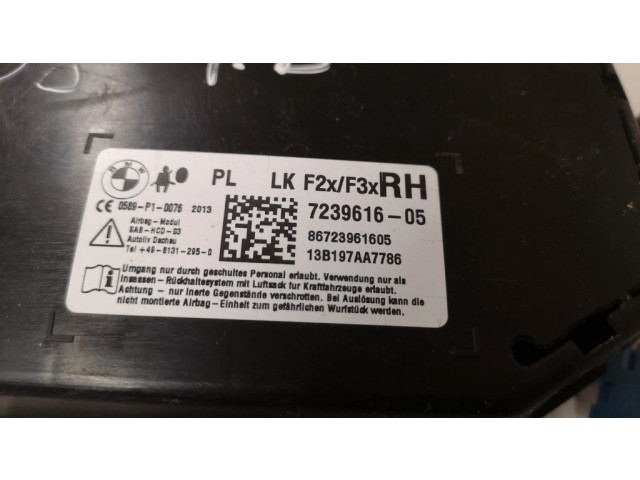 BMW
PL LK F2x/F3x RH
CE 0589-P1-0076 2013
7239616-05
Airbag-Modul
SAB-HCD-03
Autoliv Dachau
Tel +49-8131-295-0
86723961605
13B197AA7786
Umgang nur durch geschultes Personal erlaubt. Verwendung nur als
Insassen-Rückhaltesystem mit Luftsack für Kraftfahrzeuge erlaubt.
Achtung - nur inerte Gegenstände verschrotten. Bei Brand könnte die
nicht montierte Airbag-Einheit zum gefährlichen Wurfstück werden.